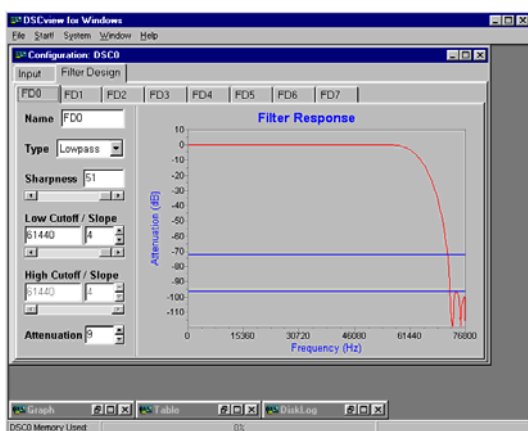 DSCview for Windows
File Start! System Window Help
Configuration: DSC0
Input Filter Design
FD0 FD1 FD2 FD3 FD4 FD5 FD6 FD7
Name FD0
Type Lowpass
Sharpness 51
Low Cutoff / Slope
61440 4
High Cutoff / Slope
61440 4
Attenuation 9
Filter Response
Attenuation (dB)
10
0
-10
-20
-30
-40
-50
-60
-70
-80
-90
-100
-110
0 15360 30720 46080 61440 76800
Frequency (Hz)
Graph Table DiskLog
DSC0 Memory Used: 0%